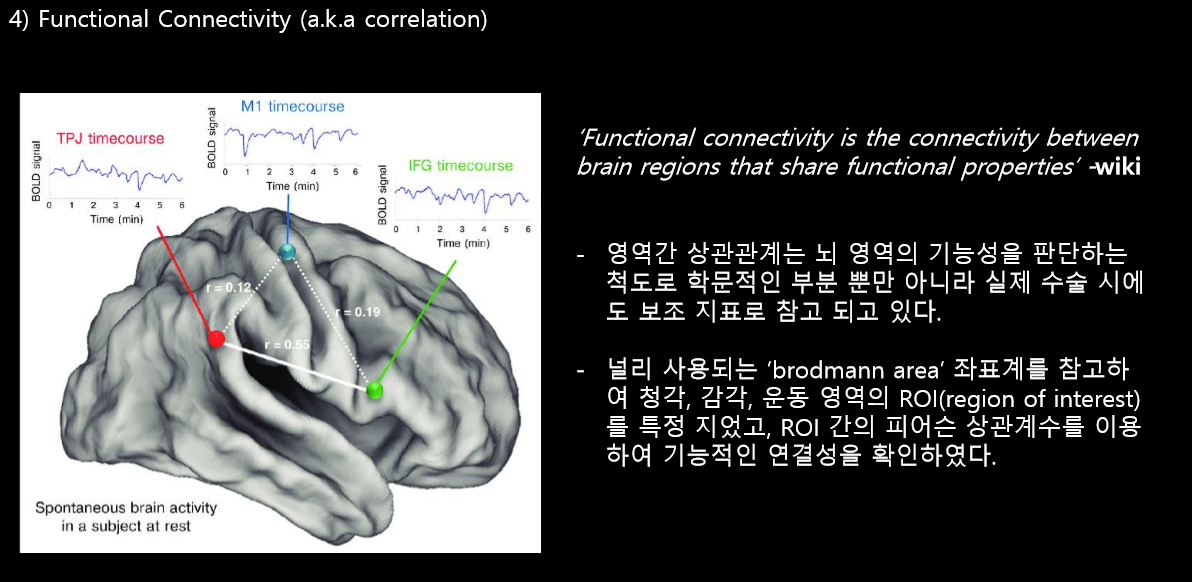 4) Functional Connectivity (a.k.a correlation)
M1 timecourse
BOLD signal
0 1 2 3 4 5 6
Time (min)
TPJ timecourse
BOLD signal
0 1 2 3 4 5 6
Time (min)
IFG timecourse
BOLD signal
0 1 2 3 4 5 6
Time (min)
r = 0.12
r = 0.19
r = 0.55
Spontaneous brain activity
in a subject at rest
‘Functional connectivity is the connectivity between
brain regions that share functional properties’ -wiki
- 영역간 상관관계는 뇌 영역의 기능성을 판단하는
척도로 학문적인 부분 뿐만 아니라 실제 수술 시에
도 보조 지표로 참고 되고 있다.
- 널리 사용되는 ‘brodmann area’ 좌표계를 참고하
여 청각, 감각, 운동 영역의 ROI(region of interest)
를 특정 지었고, ROI 간의 피어슨 상관계수를 이용
하여 기능적인 연결성을 확인하였다.